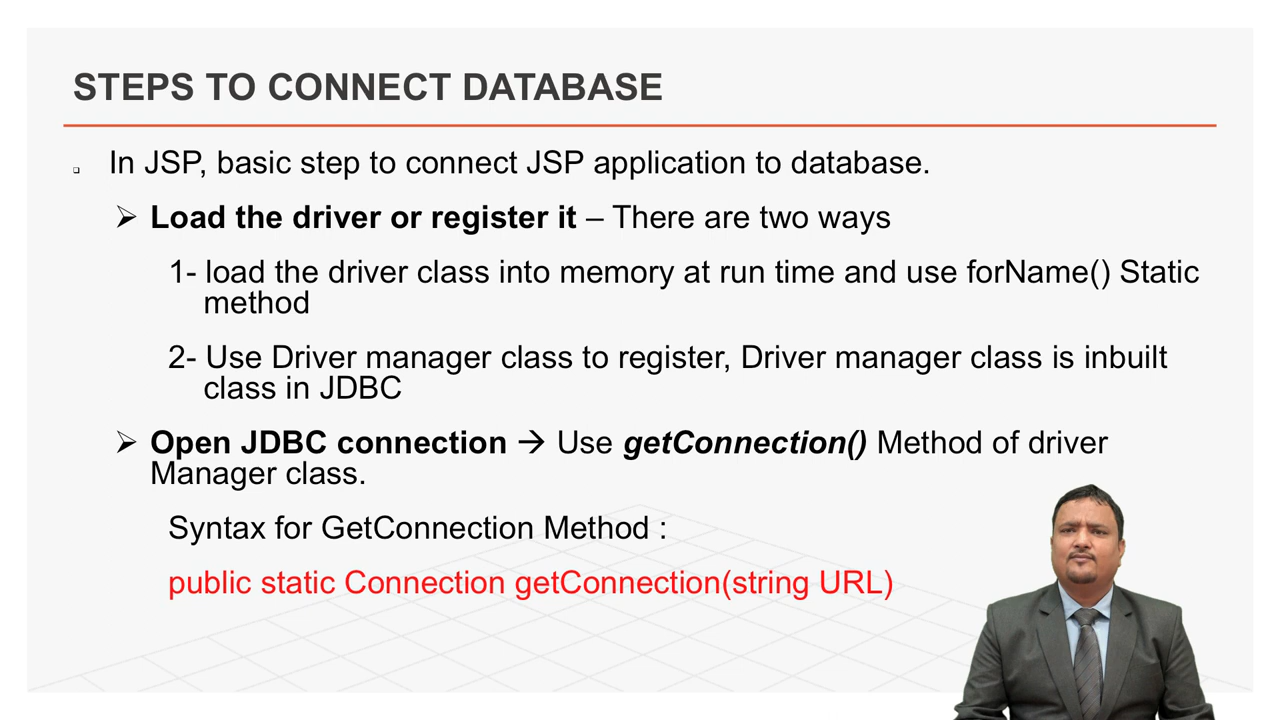 STEPS TO CONNECT DATABASE
❑ In JSP, basic step to connect JSP application to database.
➢ Load the driver or register it – There are two ways
1- load the driver class into memory at run time and use forName() Static
method
2- Use Driver manager class to register, Driver manager class is inbuilt
class in JDBC
➢ Open JDBC connection → Use getConnection() Method of driver
Manager class.
Syntax for GetConnection Method :
public static Connection getConnection(string URL)